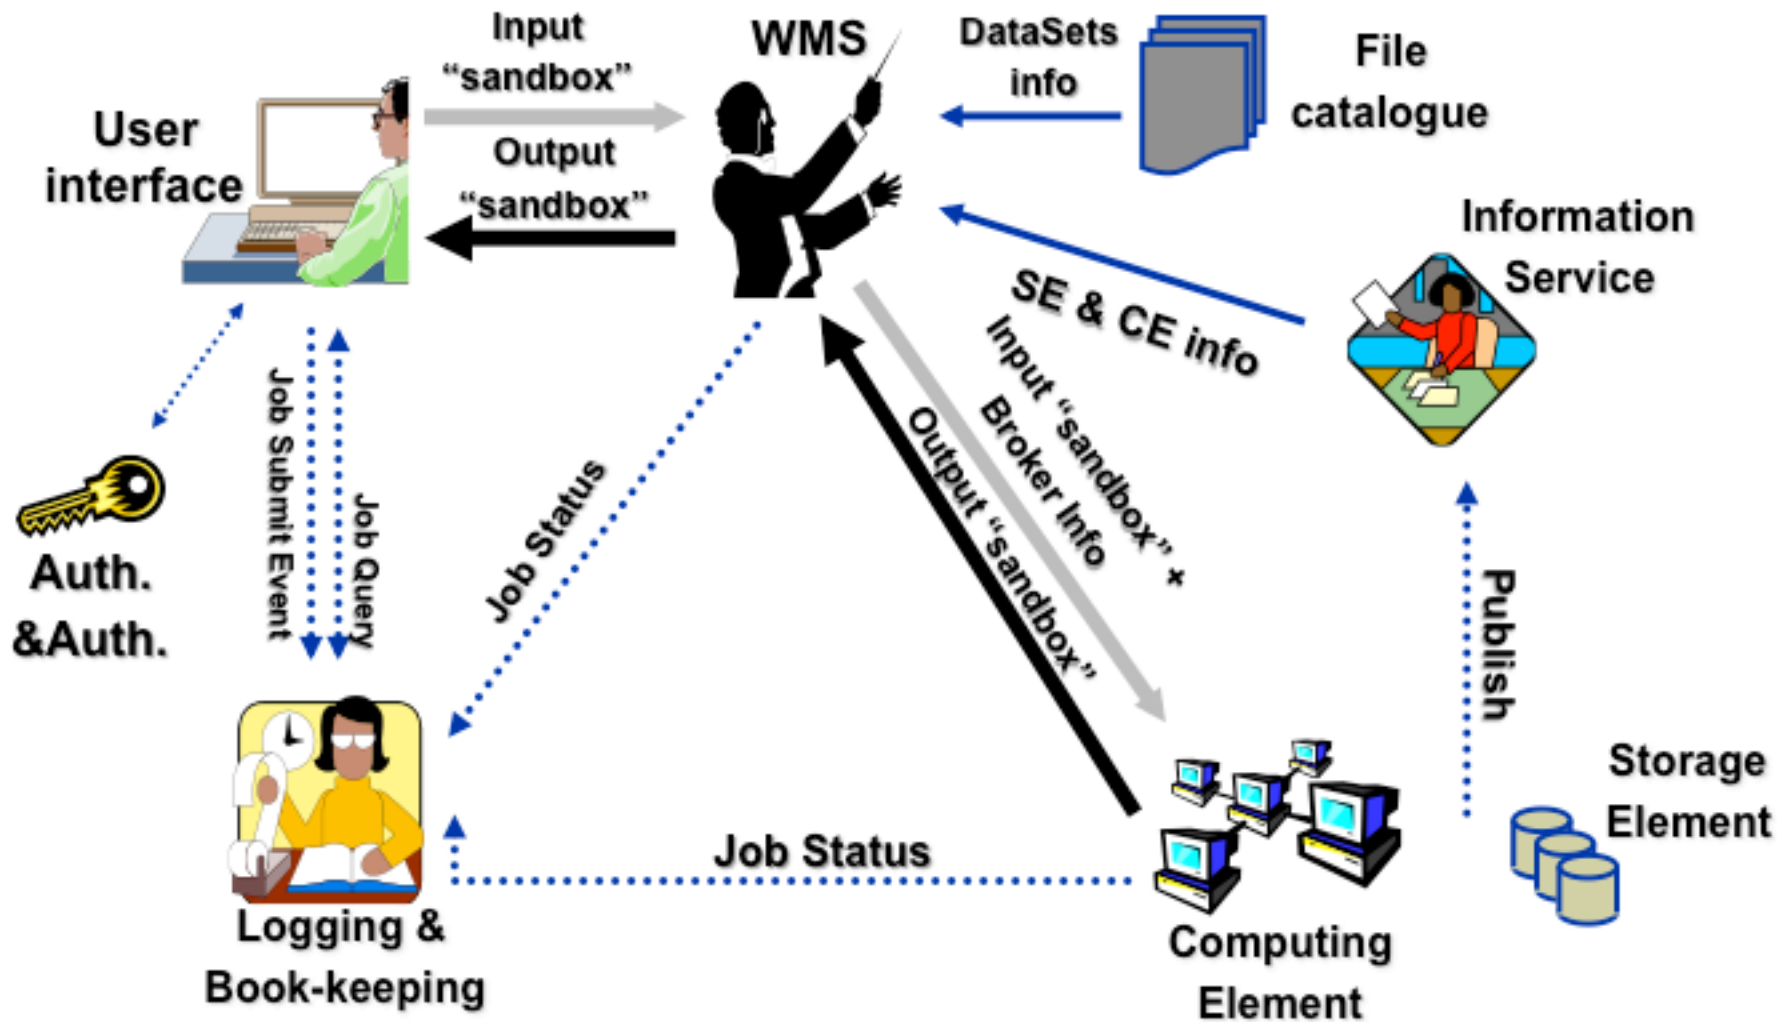 Input
“sandbox”
WMS
DataSets
info
File
catalogue
User
interface
Output
“sandbox”
Information
Service
SE & CE info
Input “sandbox” +
Broker Info
Output “sandbox”
Job Submit Event
Job Query
Job Status
Auth.
&Auth.
Publish
Storage
Element
Job Status
Logging &
Book-keeping
Computing
Element